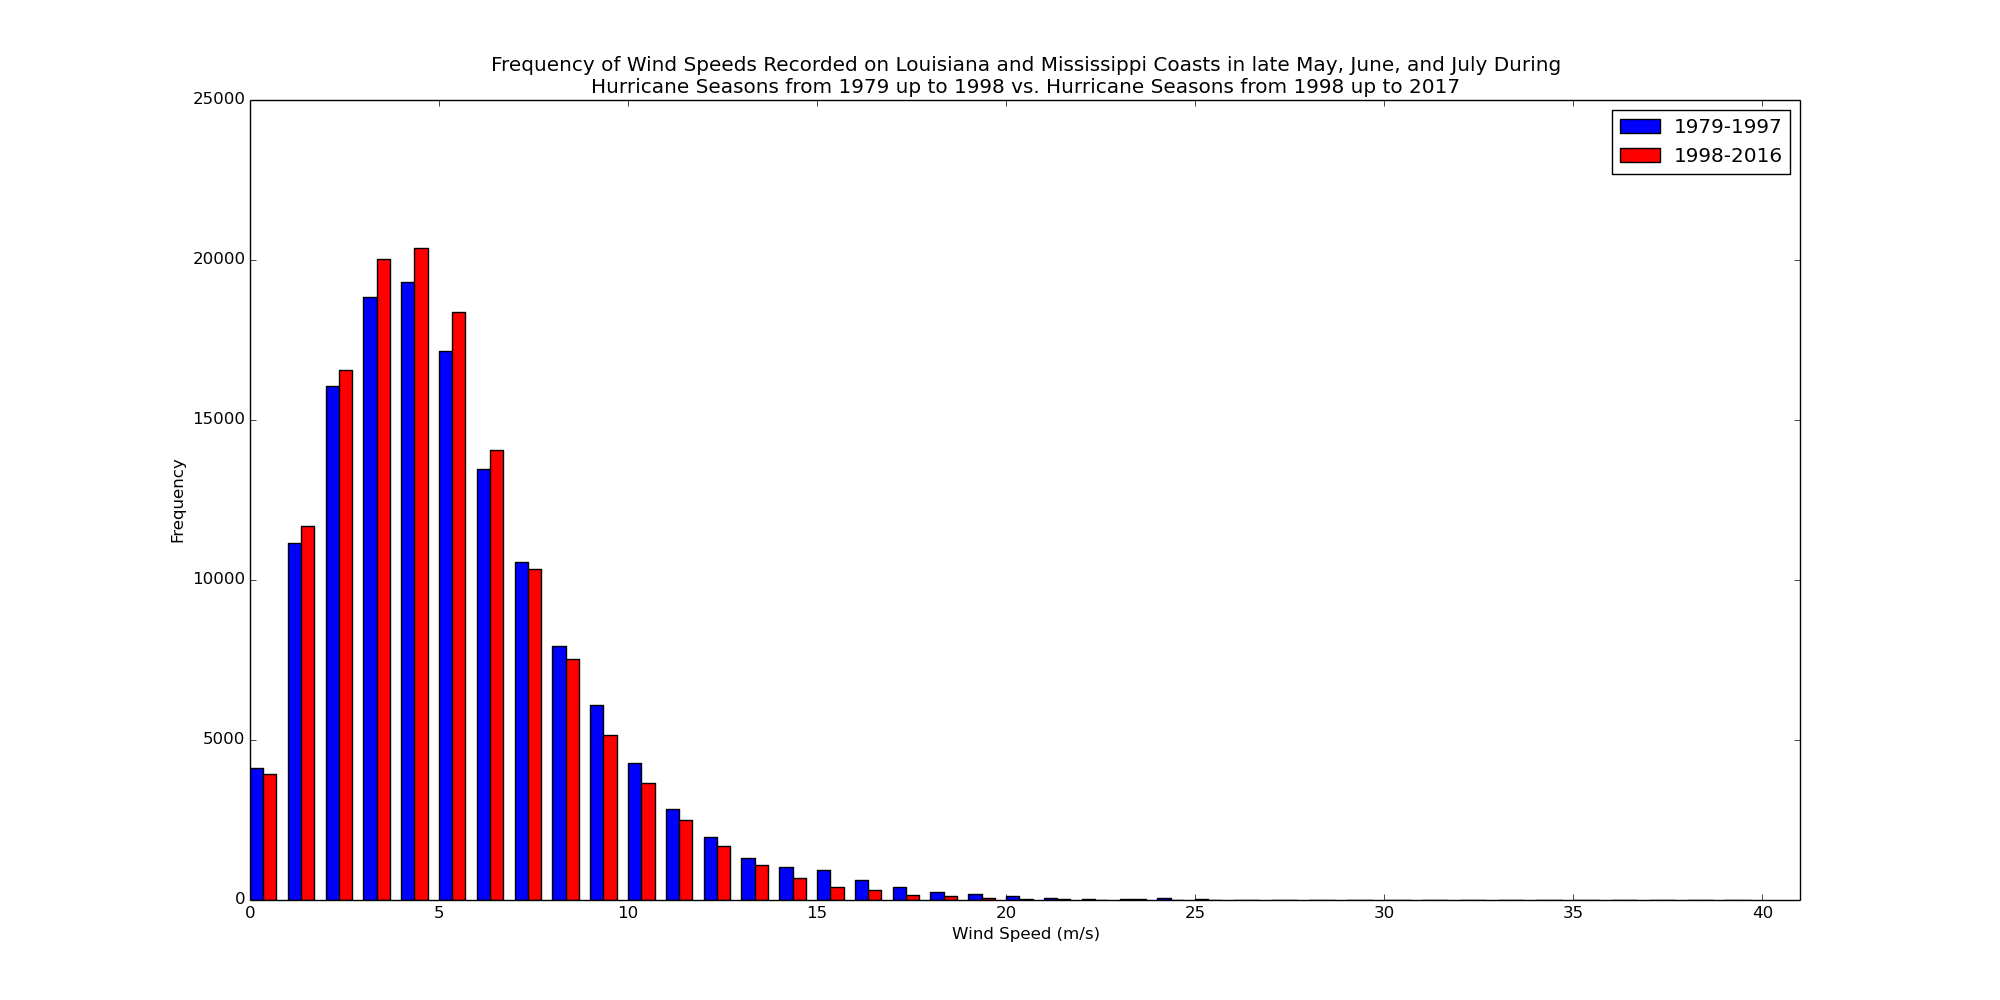 Frequency of Wind Speeds Recorded on Louisiana and Mississippi Coasts in late May, June, and July During
Hurricane Seasons from 1979 up to 1998 vs. Hurricane Seasons from 1998 up to 2017
25000
20000
15000
10000
5000
0
Frequency
1979-1997
1998-2016
0 5 10 15 20 25 30 35 40
Wind Speed (m/s)